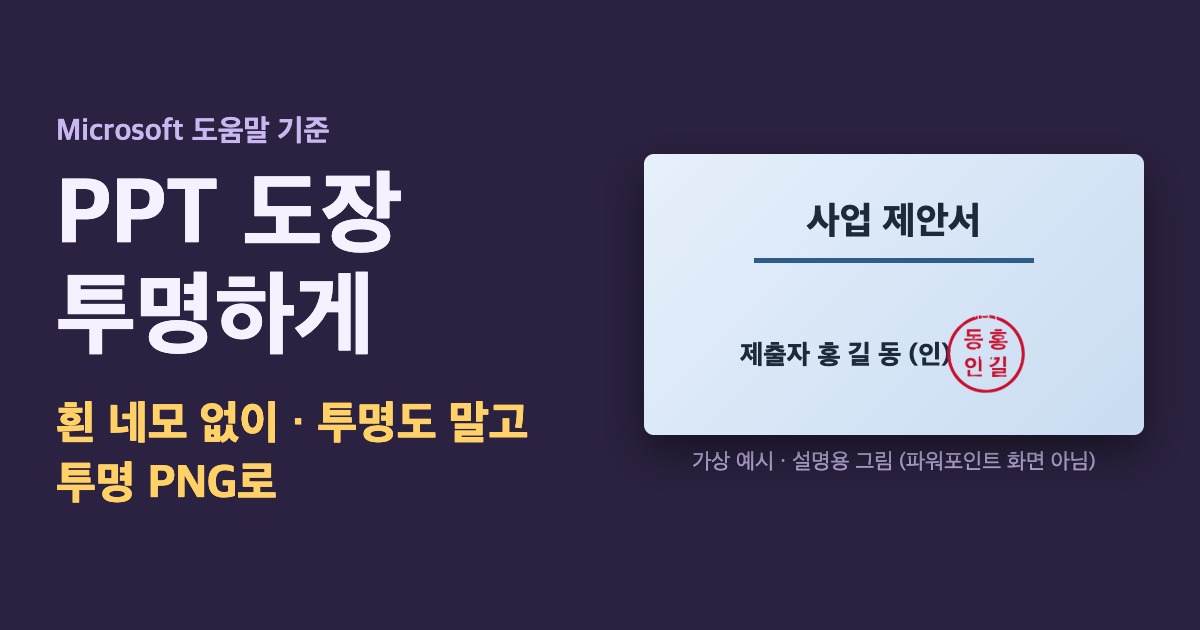 Microsoft 도움말 기준
PPT 도장
투명하게
흰 네모 없이 · 투명도 말고
투명 PNG로
사업 제안서
제출자 홍 길 동 (인)
동홍
인길
가상 예시 · 설명용 그림 (파워포인트 화면 아님)